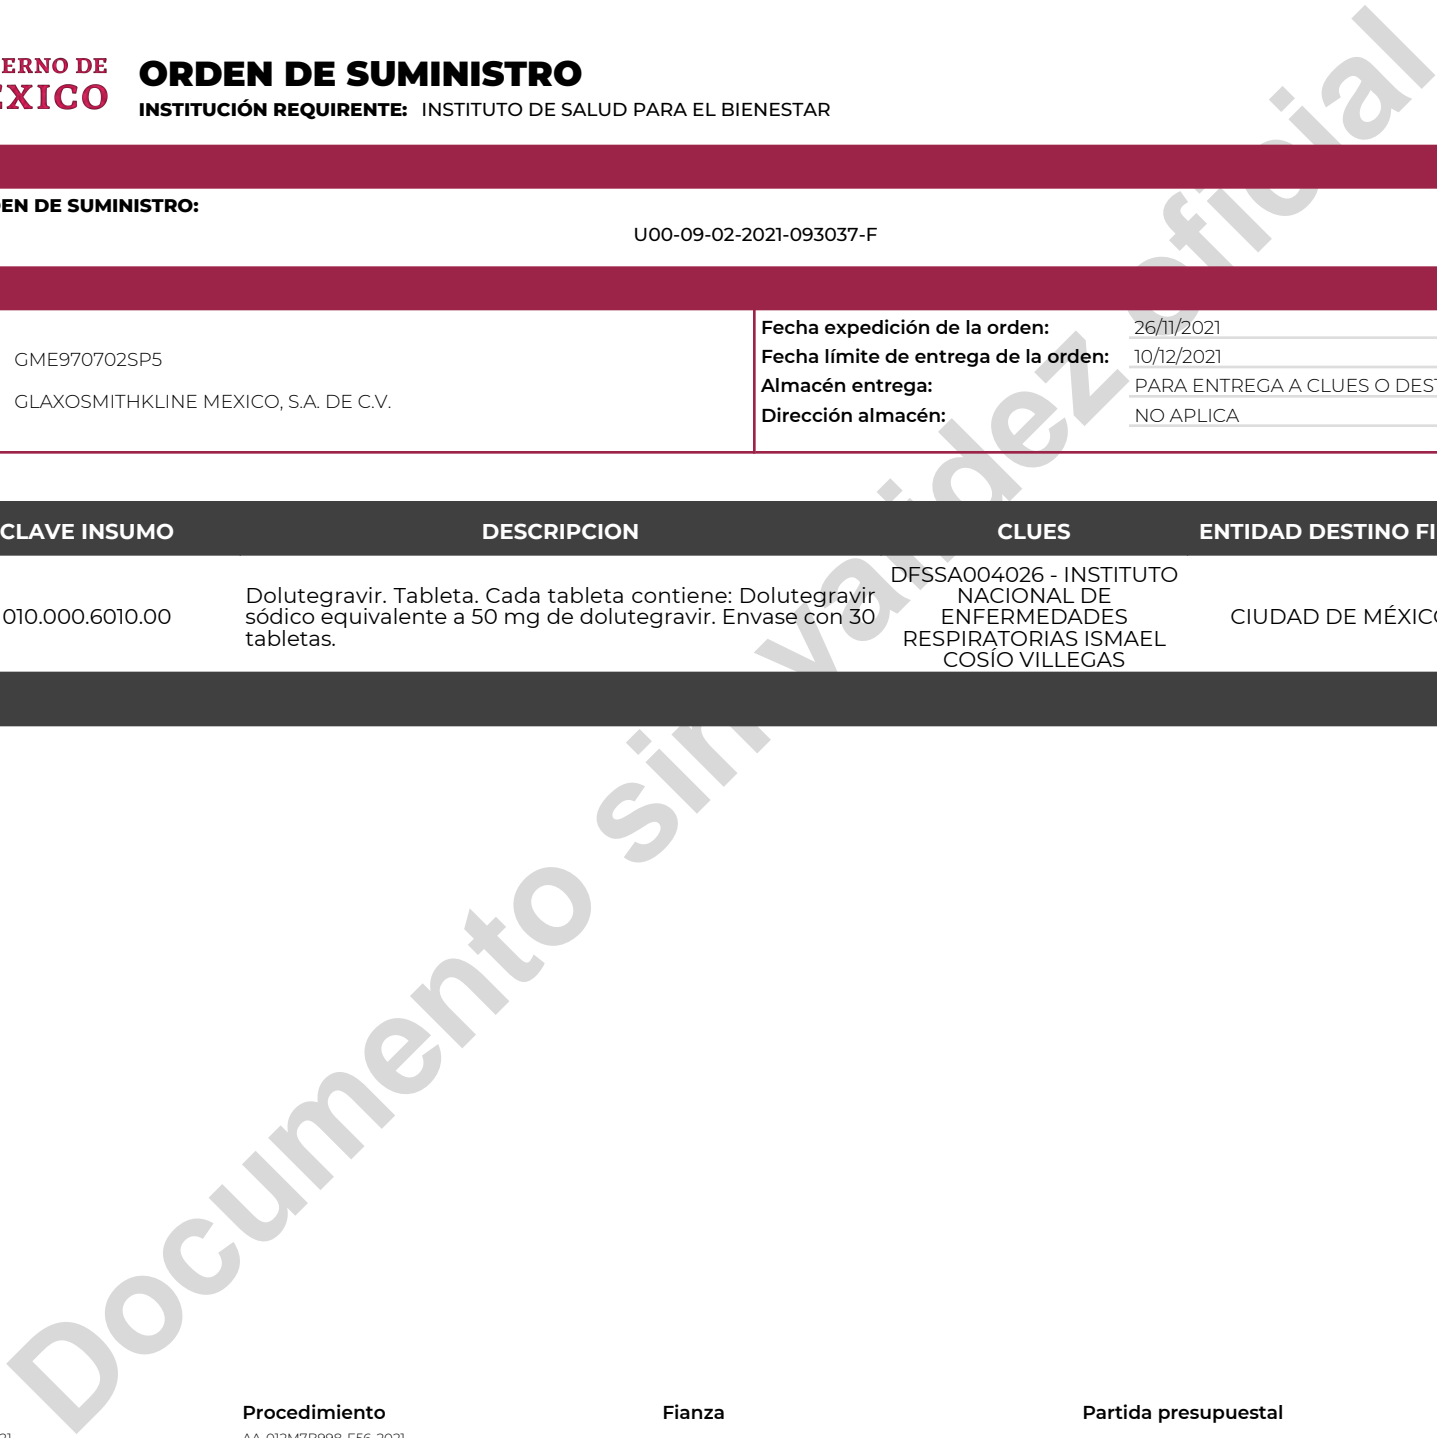 ERNO DE
ÉXICO
ORDEN DE SUMINISTRO
INSTITUCIÓN REQUIRENTE: INSTITUTO DE SALUD PARA EL BIENESTAR
EN DE SUMINISTRO:
U00-09-02-2021-093037-F
GME970702SP5
GLAXOSMITHKLINE MEXICO, S.A. DE C.V.
Fecha expedición de la orden: 26/11/2021
Fecha límite de entrega de la orden: 10/12/2021
Almacén entrega: PARA ENTREGA A CLUES O DEST
Dirección almacén: NO APLICA
CLAVE INSUMO DESCRIPCION CLUES ENTIDAD DESTINO FI
010.000.6010.00
Dolutegravir. Tableta. Cada tableta contiene: Dolutegravir
sódico equivalente a 50 mg de dolutegravir. Envase con 30
tabletas.
DFSSA004026 - INSTITUTO
NACIONAL DE
ENFERMEDADES
RESPIRATORIAS ISMAEL
COSÍO VILLEGAS
CIUDAD DE MÉXICO
Documento sin validez oficial
Procedimiento Fianza Partida presupuestal